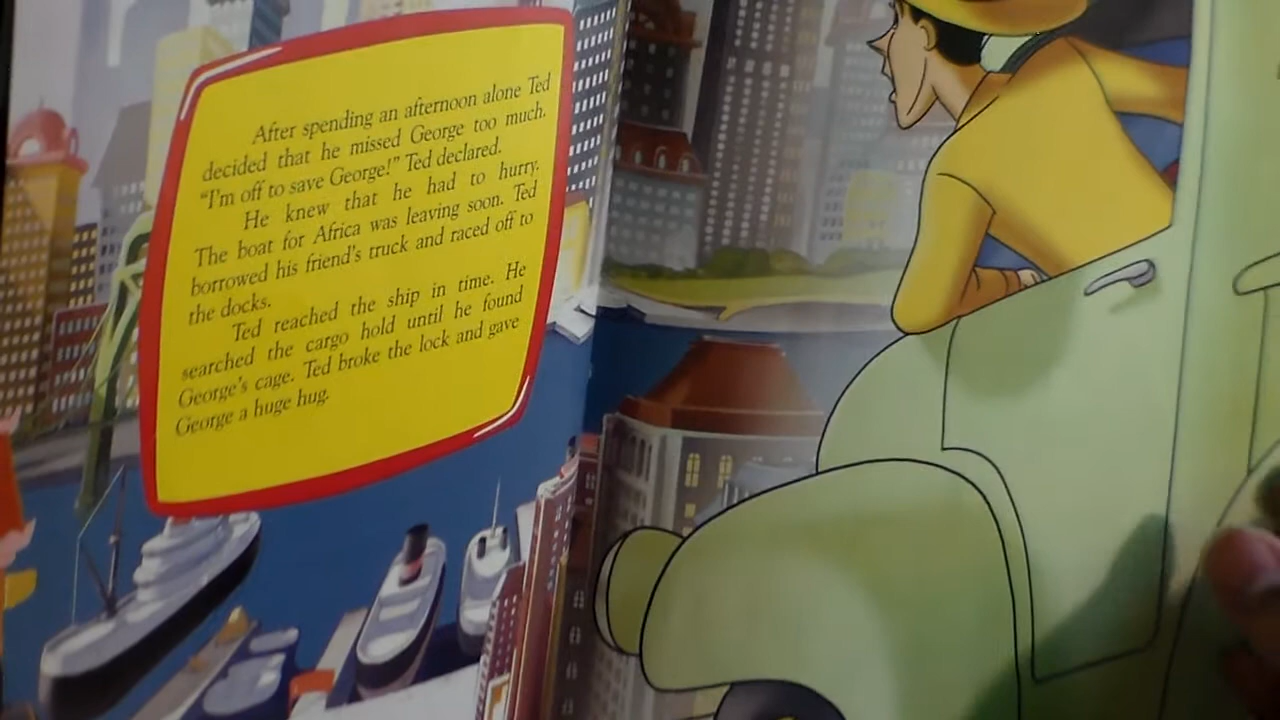 After spending an afternoon alone Ted
decided that he missed George too much.
“I'm off to save George!” Ted declared.
He knew that he had to hurry.
The boat for Africa was leaving soon. Ted
borrowed his friend's truck and raced off to
the docks.
Ted reached the ship in time. He
searched the cargo hold until he found
George's cage. Ted broke the lock and gave
George a huge hug.